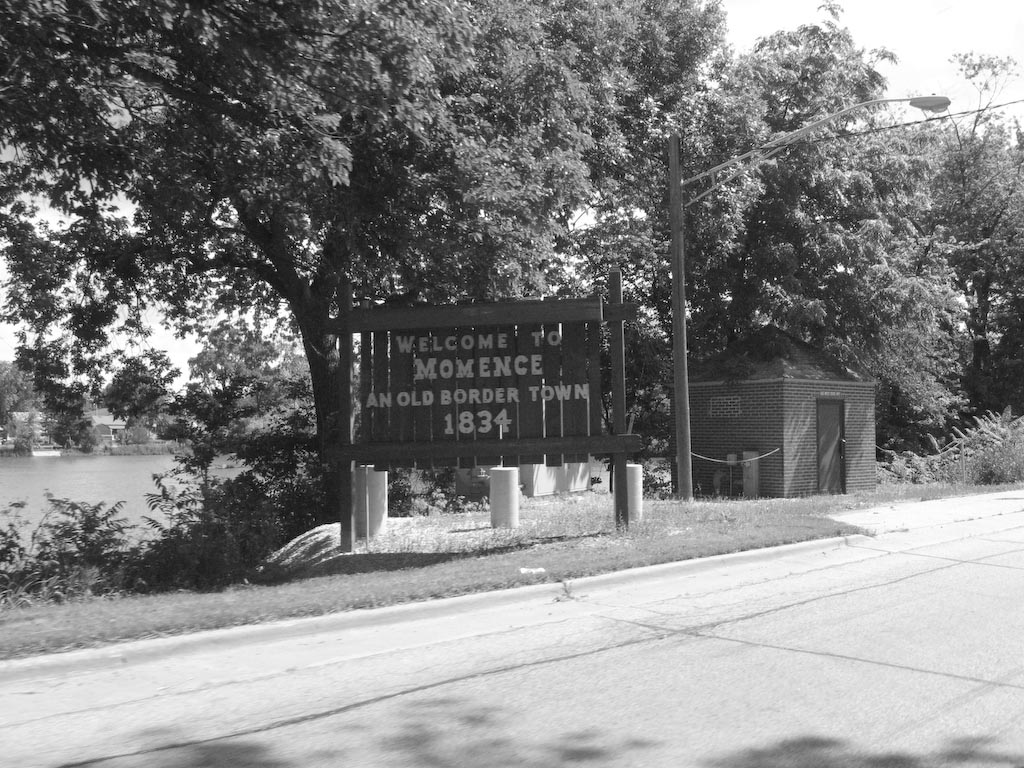 WELCOME TO
MOMENCE
AN OLD BORDER TOWN
1834